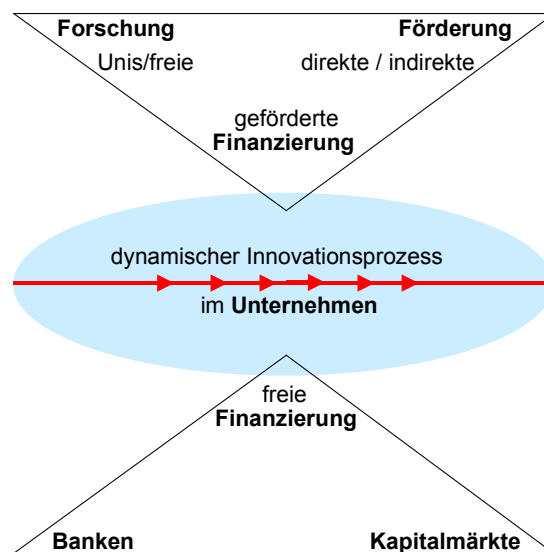 Forschung Förderung
Unis/freie direkte / indirekte
geförderte
Finanzierung
dynamischer Innovationsprozess
im Unternehmen
freie
Finanzierung
Banken Kapitalmärkte